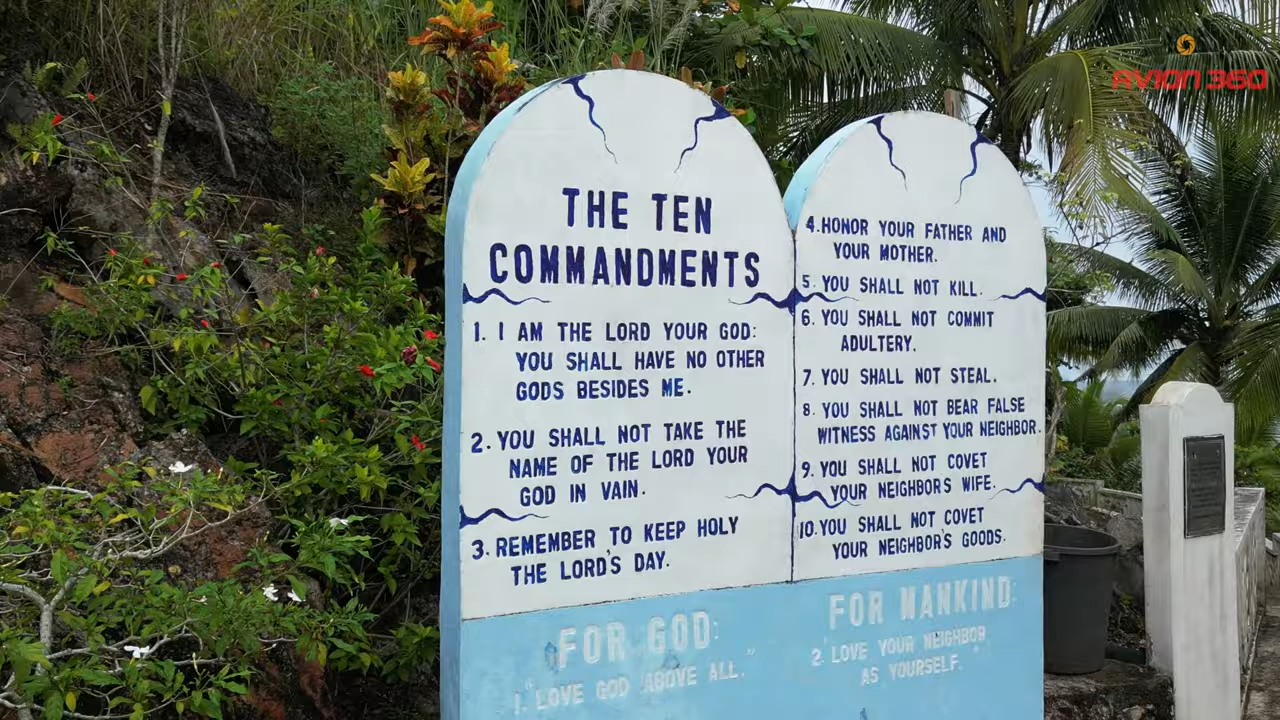 AVION 360
THE TEN
COMMANDMENTS
1. I AM THE LORD YOUR GOD:
YOU SHALL HAVE NO OTHER
GODS BESIDES ME.
2. YOU SHALL NOT TAKE THE
NAME OF THE LORD YOUR
GOD IN VAIN.
3. REMEMBER TO KEEP HOLY
THE LORD'S DAY.
4. HONOR YOUR FATHER AND
YOUR MOTHER.
5. YOU SHALL NOT KILL.
6. YOU SHALL NOT COMMIT
ADULTERY.
7. YOU SHALL NOT STEAL.
8. YOU SHALL NOT BEAR FALSE
WITNESS AGAINST YOUR NEIGHBOR.
9. YOU SHALL NOT COVET
YOUR NEIGHBOR'S WIFE.
10. YOU SHALL NOT COVET
YOUR NEIGHBOR'S GOODS.
FOR GOD:
1. "LOVE GOD ABOVE ALL."
FOR MANKIND:
2. LOVE YOUR NEIGHBOR
AS YOURSELF."